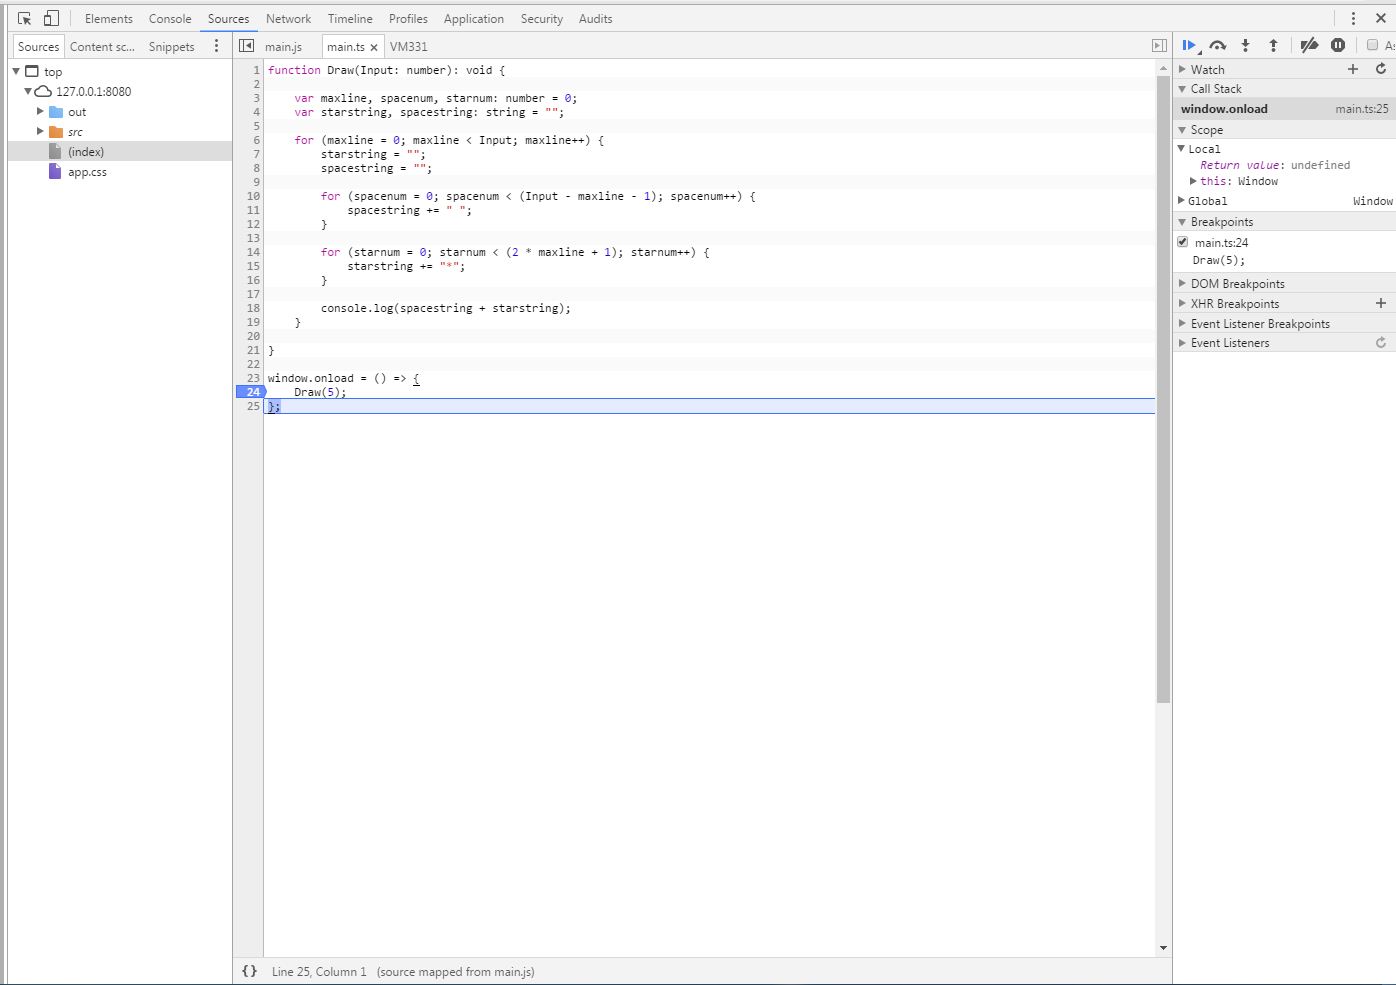 Elements Console Sources Network Timeline Profiles Application Security Audits
Sources Content sc... Snippets
main.js main.ts VM331
top
127.0.0.1:8080
out
src
(index)
app.css
1 function Draw(Input: number): void {
2
3     var maxline, spacenum, starnum: number = 0;
4     var starstring, spacestring: string = "";
5
6     for (maxline = 0; maxline < Input; maxline++) {
7         starstring = "";
8         spacestring = "";
9
10         for (spacenum = 0; spacenum < (Input - maxline - 1); spacenum++) {
11             spacestring += " ";
12         }
13
14         for (starnum = 0; starnum < (2 * maxline + 1); starnum++) {
15             starstring += "*";
16         }
17
18         console.log(spacestring + starstring);
19     }
20
21 }
22
23 window.onload = () => {
24     Draw(5);
25 };
{} Line 25, Column 1 (source mapped from main.js)
As
Watch
Call Stack
window.onload main.ts:25
Scope
Local
Return value: undefined
this: Window
Global Window
Breakpoints
main.ts:24
Draw(5);
DOM Breakpoints
XHR Breakpoints
Event Listener Breakpoints
Event Listeners